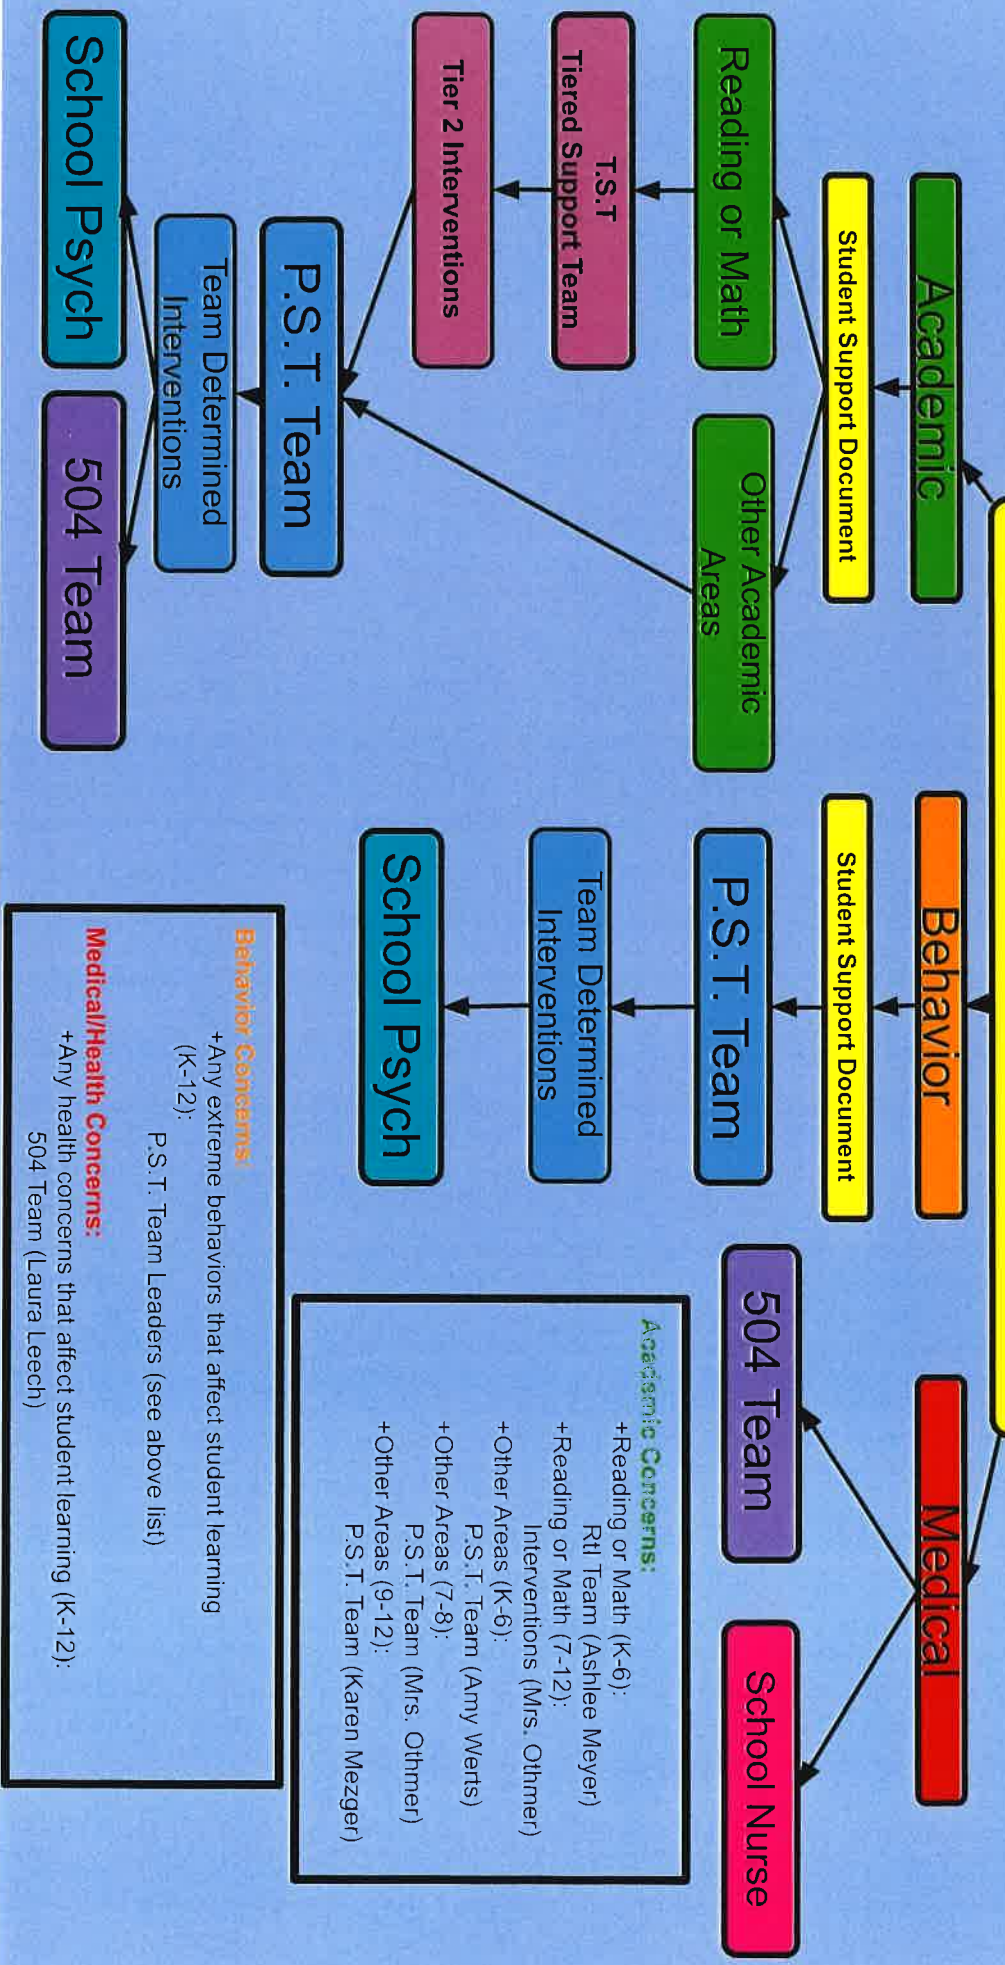 Academic
Behavior
Medical
Student Support Document
Student Support Document
Reading or Math
Other Academic
Areas
P.S.T. Team
504 Team
School Nurse
T.S.T
Tiered Support Team
Team Determined
Interventions
Tier 2 Interventions
School Psych
P.S.T. Team
Team Determined
Interventions
School Psych
504 Team
Academic Concerns:
+Reading or Math (K-6):
RtI Team (Ashlee Meyer)
+Reading or Math (7-12):
Interventions (Mrs. Othmer)
+Other Areas (K-6):
P.S.T. Team (Amy Werts)
+Other Areas (7-8):
P.S.T. Team (Mrs. Othmer)
+Other Areas (9-12):
P.S.T. Team (Karen Mezger)
Behavior Concerns:
+Any extreme behaviors that affect student learning
(K-12):
P.S.T. Team Leaders (see above list)
Medical/Health Concerns:
+Any health concerns that affect student learning (K-12):
504 Team (Laura Leech)